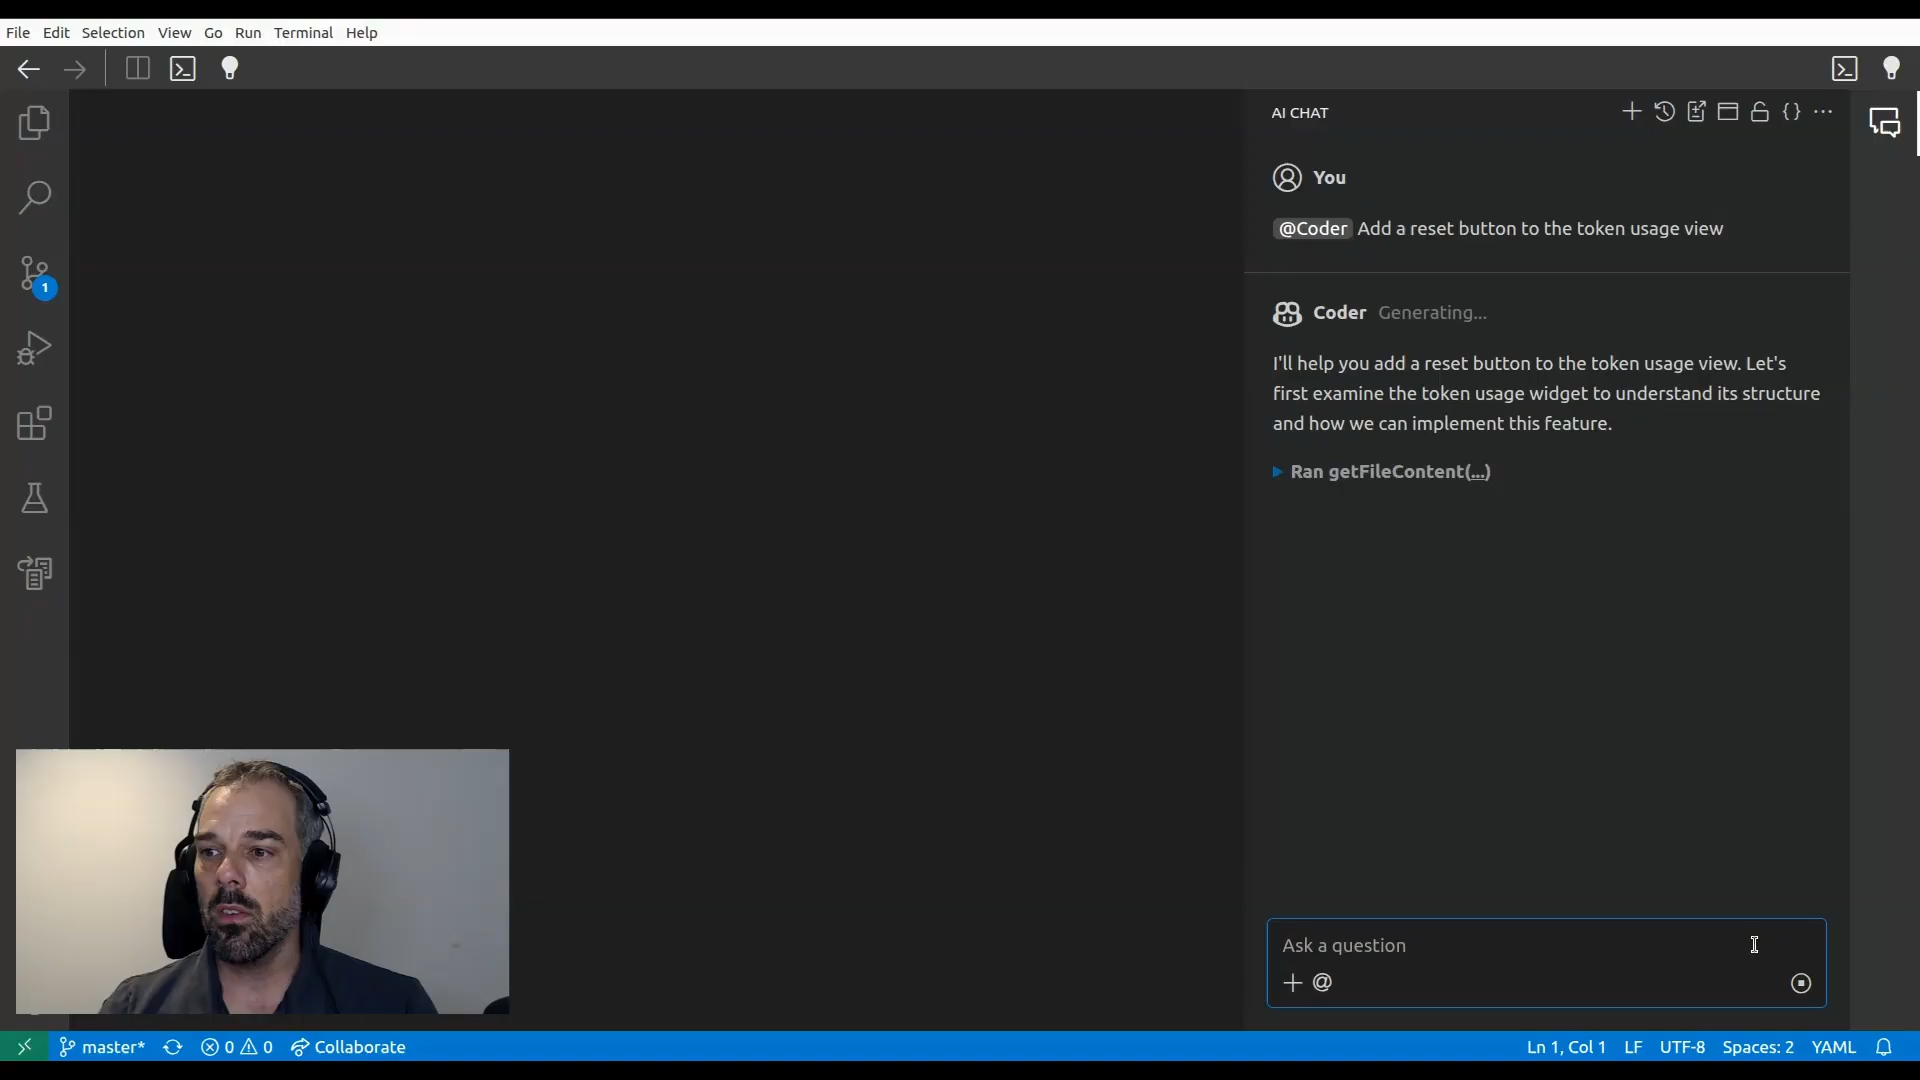 File Edit Selection View Go Run Terminal Help
AI CHAT
You
@Coder Add a reset button to the token usage view
Coder Generating...
I'll help you add a reset button to the token usage view. Let's
first examine the token usage widget to understand its structure
and how we can implement this feature.
Ran getFileContent(...)
1
Ask a question
@
master* 0 0 Collaborate
Ln 1, Col 1 LF UTF-8 Spaces: 2 YAML